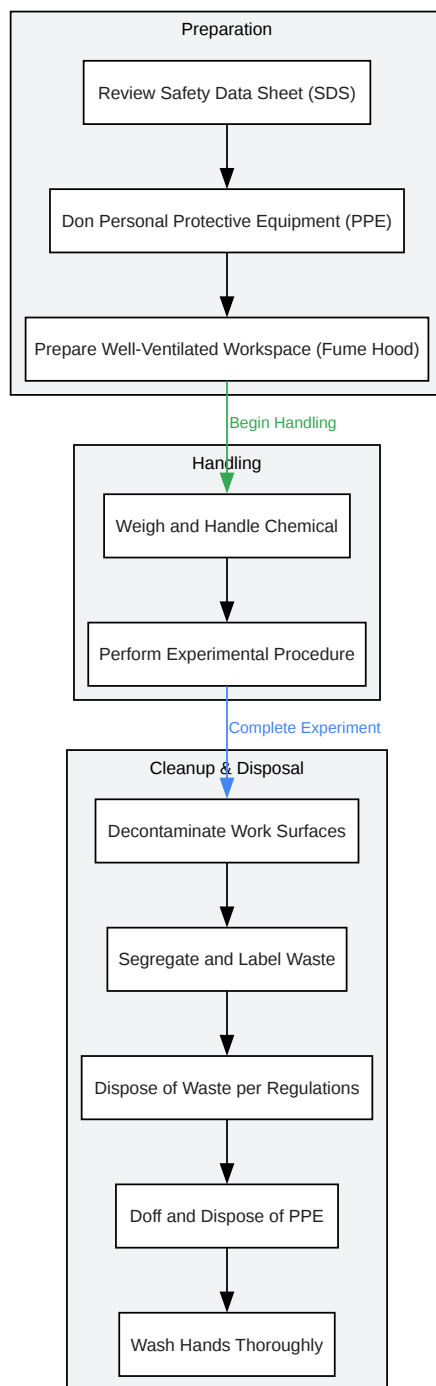 Preparation
Review Safety Data Sheet (SDS)
Don Personal Protective Equipment (PPE)
Prepare Well-Ventilated Workspace (Fume Hood)
Begin Handling
Handling
Weigh and Handle Chemical
Perform Experimental Procedure
Complete Experiment
Cleanup & Disposal
Decontaminate Work Surfaces
Segregate and Label Waste
Dispose of Waste per Regulations
Doff and Dispose of PPE
Wash Hands Thoroughly